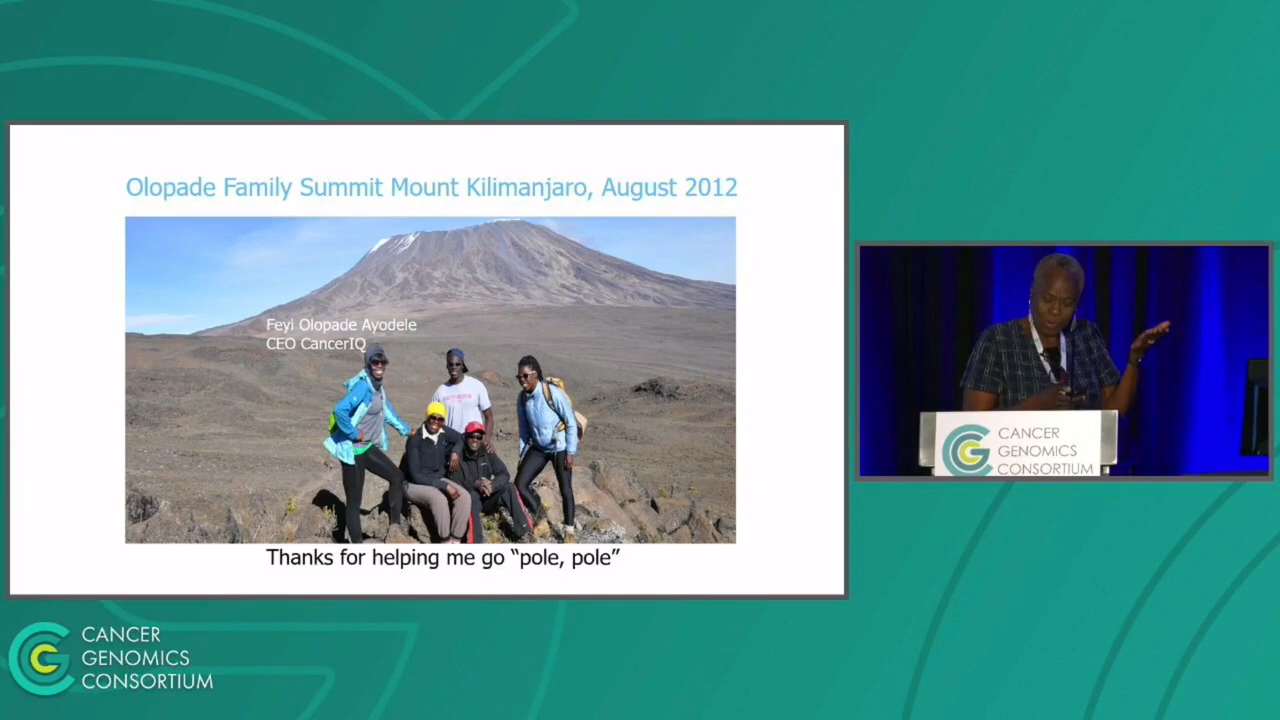 Olopade Family Summit Mount Kilimanjaro, August 2012
Feyi Olopade Ayodele
CEO CancerIQ
Thanks for helping me go “pole, pole”
CANCER
GENOMICS
CONSORTIUM
CANCER
GENOMICS
CONSORTIUM